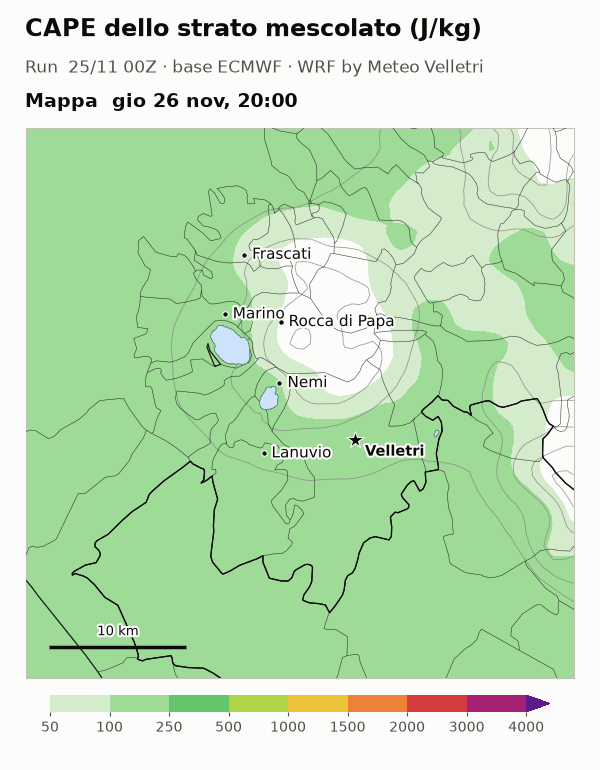 CAPE dello strato mescolato (J/kg)
Run  25/11 00Z · base ECMWF · WRF by Meteo Velletri
Mappa  gio 26 nov, 20:00
Frascati
Marino
Rocca di Papa
Nemi
Velletri
Lanuvio
10 km
50 100 250 500 1000 1500 2000 3000 4000